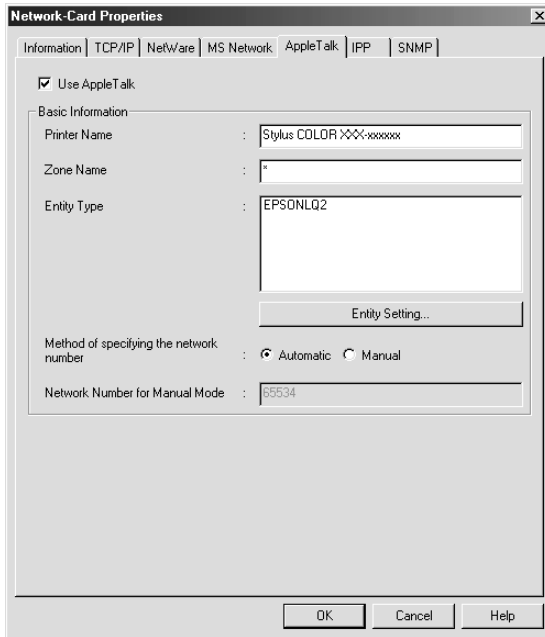 Network-Card Properties
Information TCP/IP NetWare MS Network AppleTalk IPP SNMP
Use AppleTalk
Basic Information
Printer Name : Stylus COLOR XXX-xxxxxx
Zone Name : *
Entity Type : EPSONLQ2
Entity Setting...
Method of specifying the network
number : Automatic Manual
Network Number for Manual Mode : 65534
OK Cancel Help